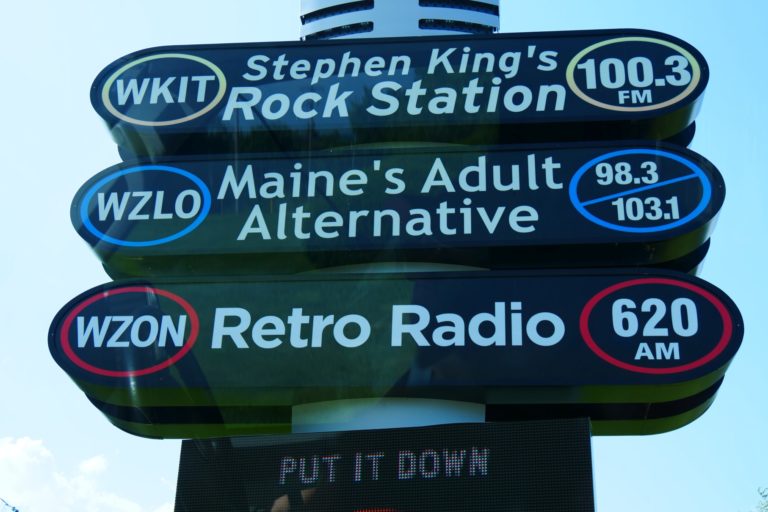 WKIT
Stephen King's
Rock Station
100.3
FM
WZLO
Maine's Adult
Alternative
98.3
103.1
WZON
Retro Radio
620
AM
PUT IT DOWN